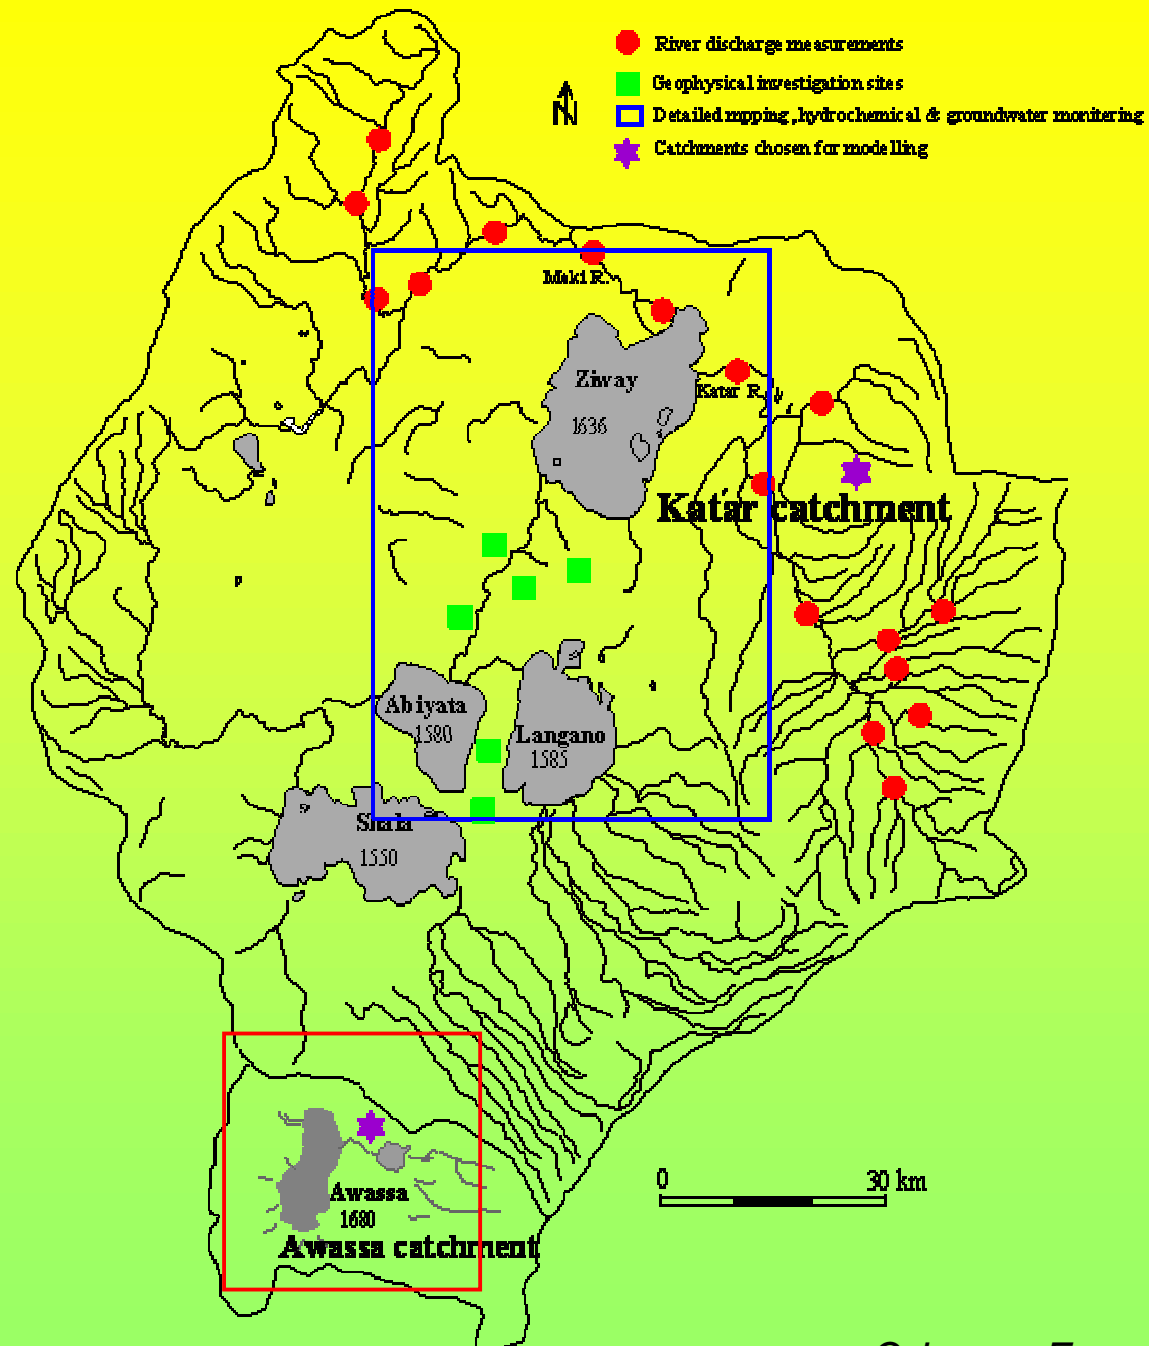 River discharge measurements
Geophysical investigation sites
N
Detailed mpping, hydrochemical & groundwater monitering
Catchments chosen for modelling
Meki R.
Ziway
Katar R.
1636
Katar catchment
Abiyata
1580
Langano
1585
Shala
1550
0 30 km
Awassa
1680
Awassa catchment